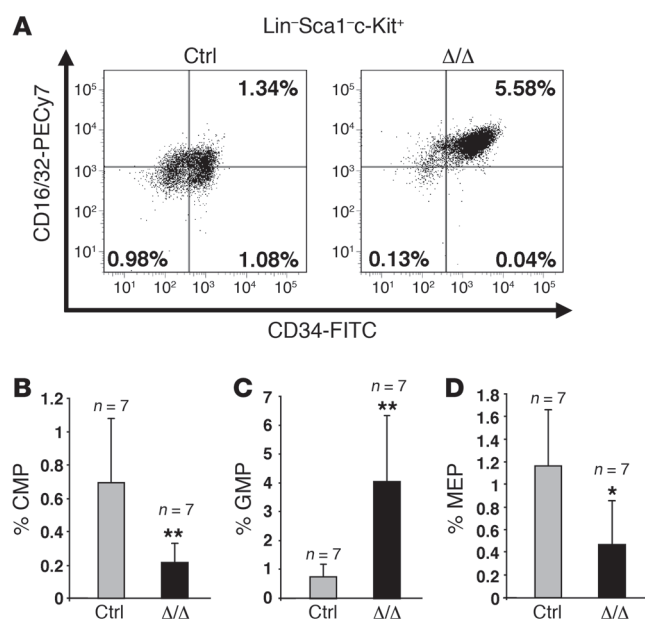 A
Lin⁻Sca1⁻c-Kit⁺
Ctrl
Δ/Δ
CD16/32-PECy7
10⁵
10⁴
10³
10²
10¹
1.34%
0.98%
1.08%
10¹ 10² 10³ 10⁴ 10⁵
10⁵
10⁴
10³
10²
10¹
5.58%
0.13%
0.04%
10¹ 10² 10³ 10⁴ 10⁵
CD34-FITC
B
% CMP
1.2
1
0.8
0.6
0.4
0.2
0
n = 7
n = 7
**
Ctrl
Δ/Δ
C
% GMP
7
6
5
4
3
2
1
0
n = 7
n = 7
**
Ctrl
Δ/Δ
D
% MEP
1.8
1.6
1.4
1.2
1
0.8
0.6
0.4
0.2
0
n = 7
n = 7
*
Ctrl
Δ/Δ